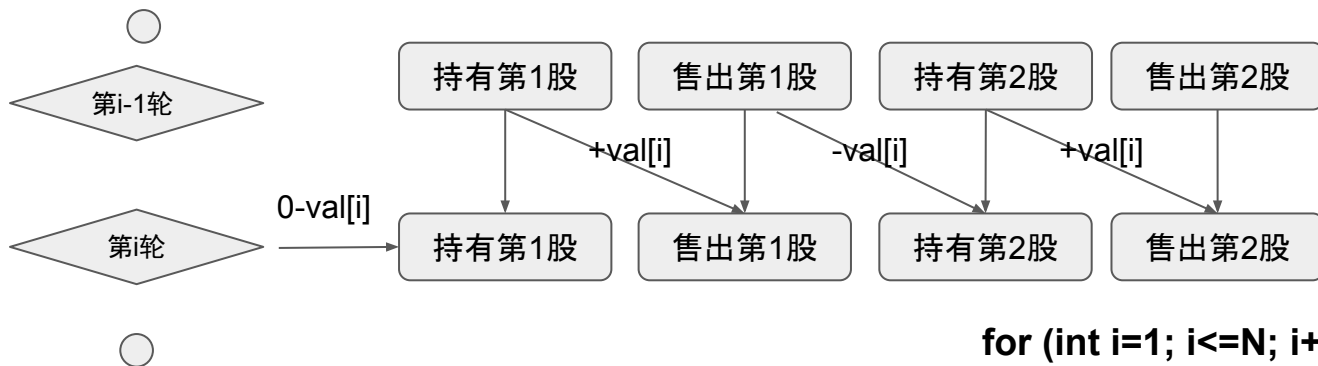 持有第1股 售出第1股 持有第2股 售出第2股
第i-1轮
+val[i] -val[i] +val[i]
0-val[i]
第i轮
持有第1股 售出第1股 持有第2股 售出第2股
for (int i=1; i<=N; i+